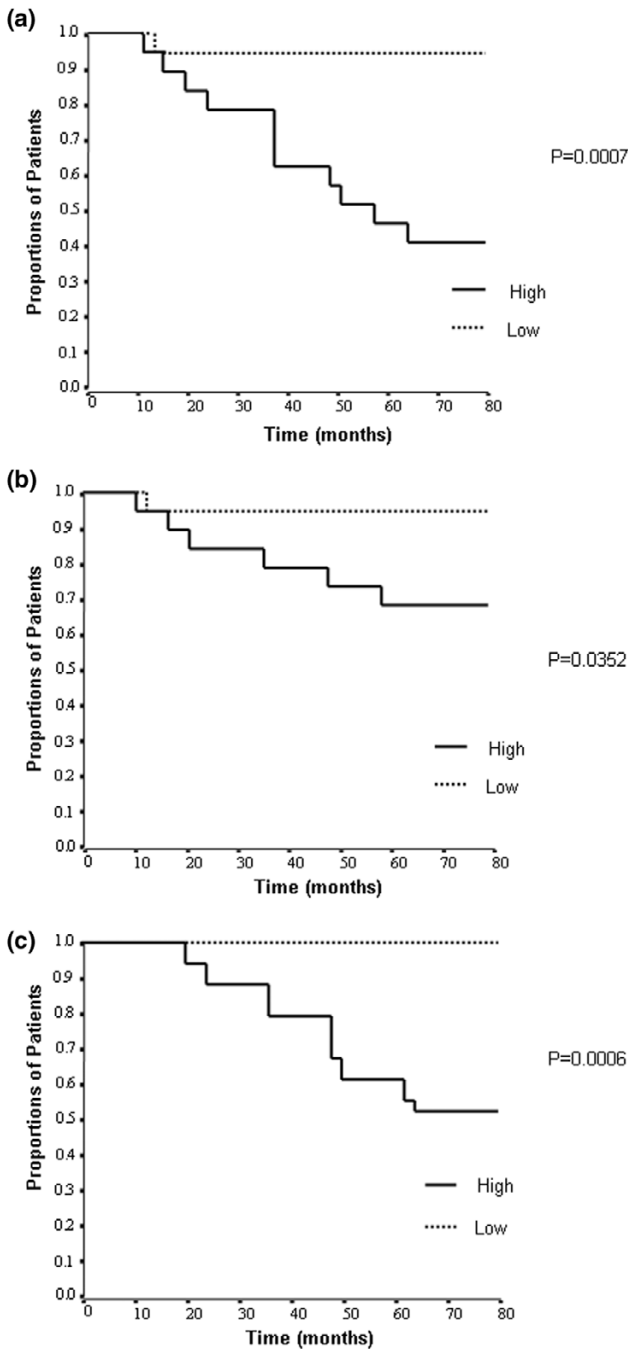 (a)
Proportions of Patients
1.0
0.9
0.8
0.7
0.6
0.5
0.4
0.3
0.2
0.1
0.0
0 10 20 30 40 50 60 70 80
Time (months)
High
Low
P=0.0007
(b)
Proportions of Patients
1.0
0.9
0.8
0.7
0.6
0.5
0.4
0.3
0.2
0.1
0.0
0 10 20 30 40 50 60 70 80
Time (months)
High
Low
P=0.0352
(c)
Proportions of Patients
1.0
0.9
0.8
0.7
0.6
0.5
0.4
0.3
0.2
0.1
0.0
0 10 20 30 40 50 60 70 80
Time (months)
High
Low
P=0.0006